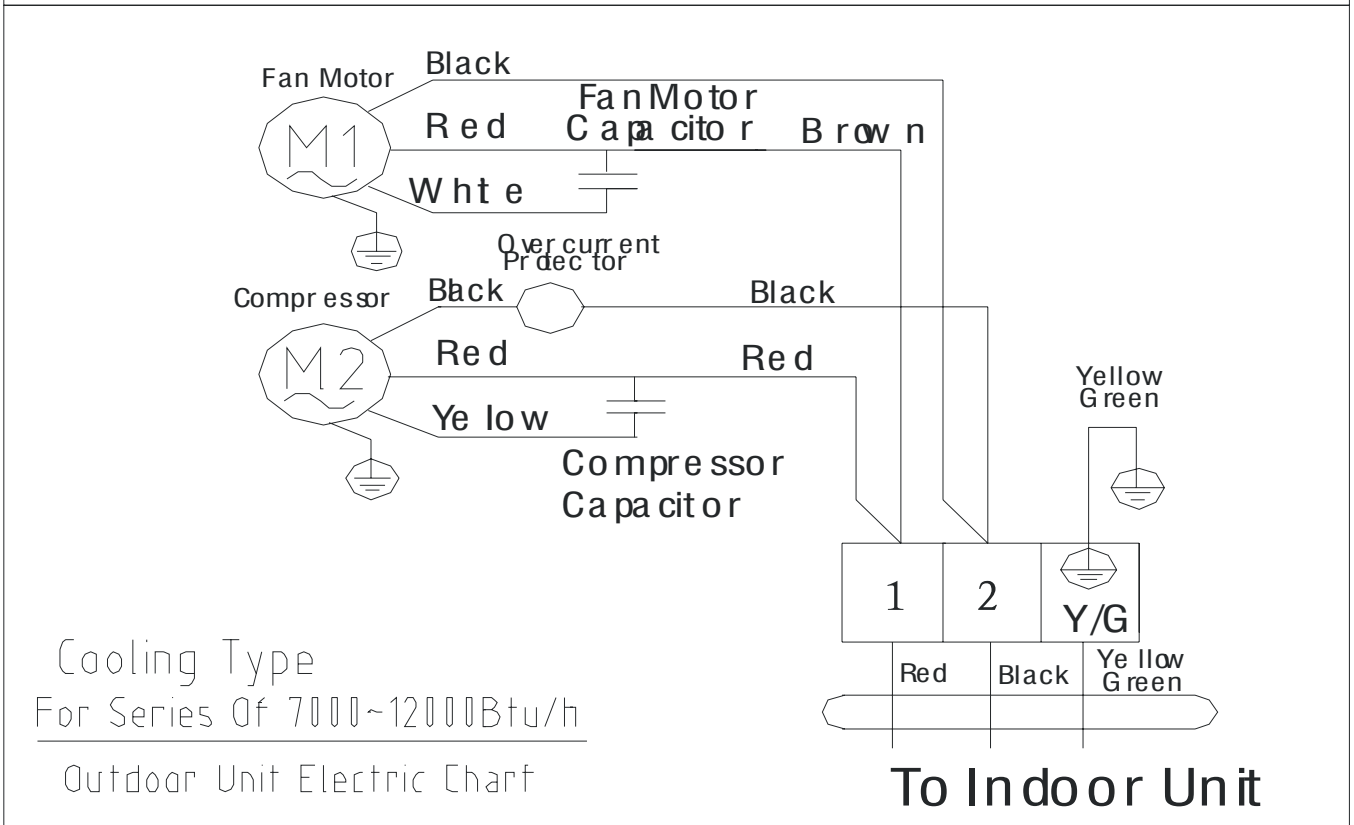 Black
Fan Motor
Fan Motor
Capacitor
Red
Brown
M1
White
Overcurrent
Protector
Compressor
Black
Black
M2
Red
Red
Yellow
Yellow
Green
Compressor
Capacitor
1
2
Y/G
Red
Black
Yellow
Green
Cooling Type
For Series Of 7000~12000Btu/h
Outdoor Unit Electric Chart
To Indoor Unit